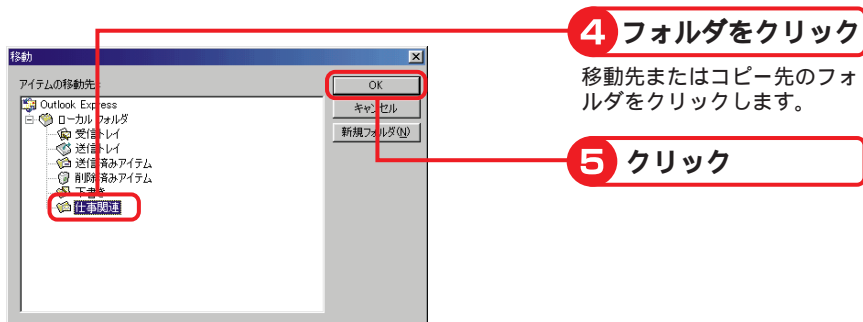 移動
アイテムの移動先:
Outlook Express
ローカル フォルダ
受信トレイ
送信トレイ
送信済みアイテム
削除済みアイテム
下書き
仕事関連
OK
キャンセル
新規フォルダ(N)
4 フォルダをクリック
移動先またはコピー先のフォ
ルダをクリックします。
5 クリック